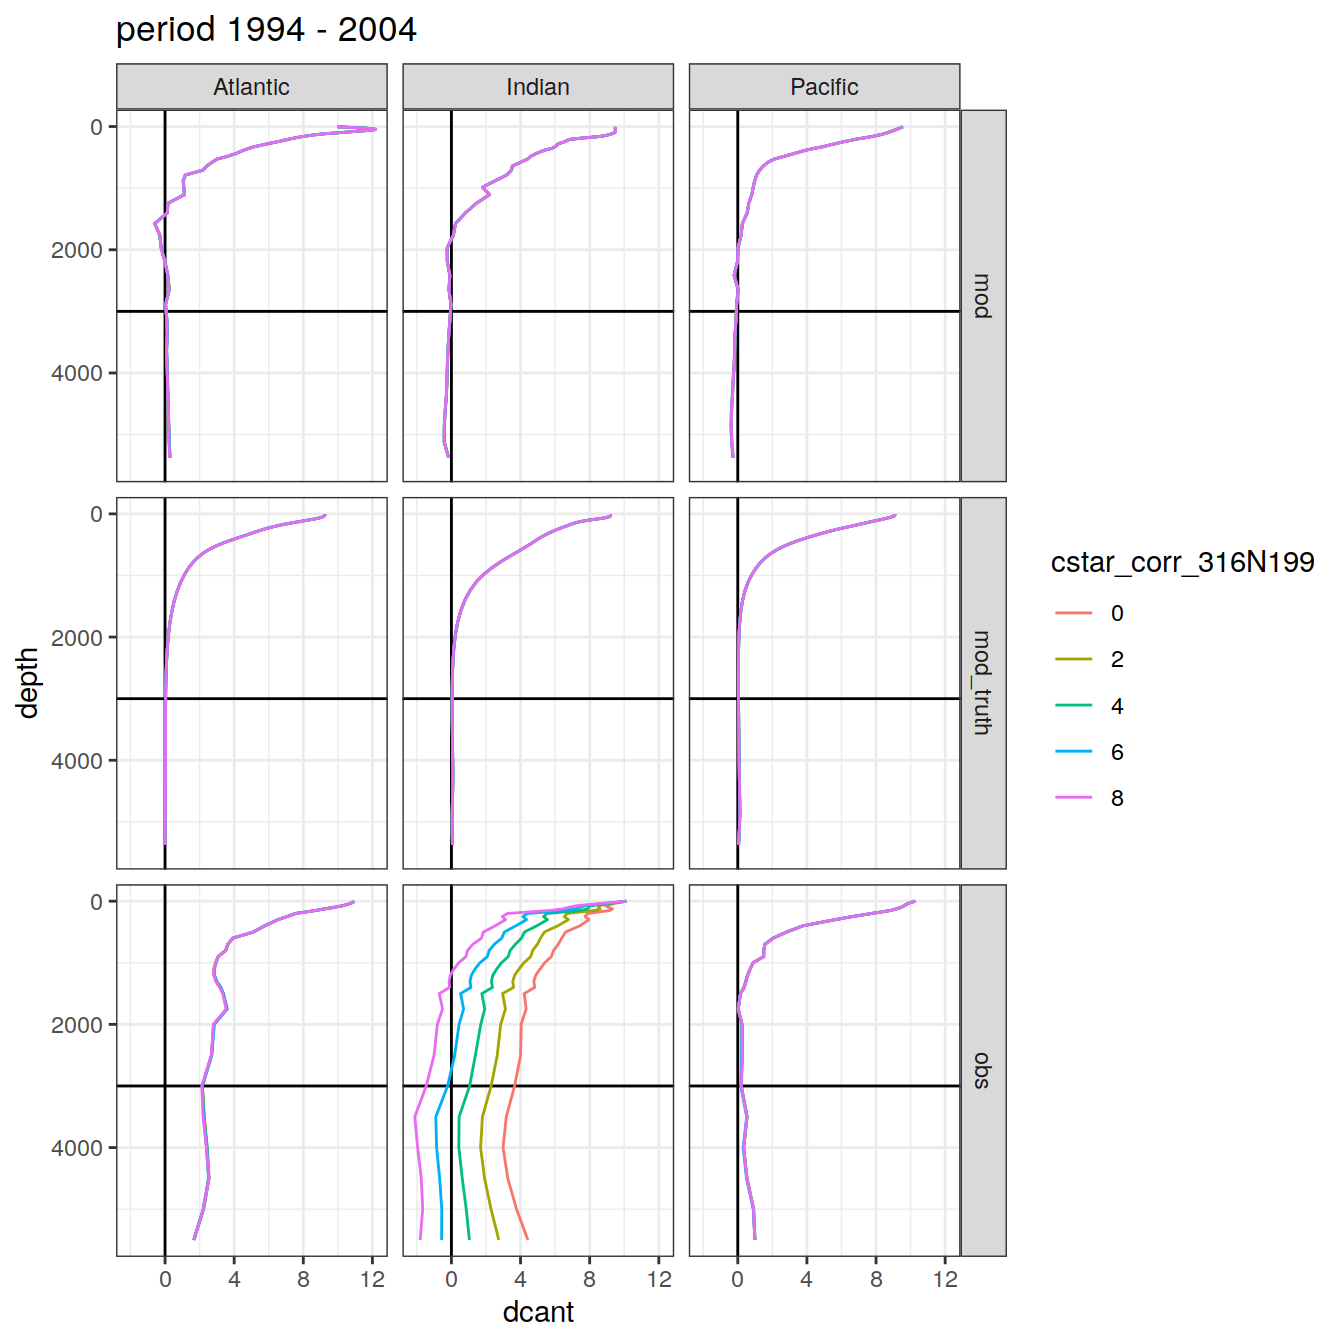 period 1994 - 2004
Atlantic
Indian
Pacific
0
2000
4000
mod
0
2000
4000
mod_truth
0
2000
4000
obs
depth
0 4 8 12
0 4 8 12
0 4 8 12
dcant
cstar_corr_316N199
0
2
4
6
8